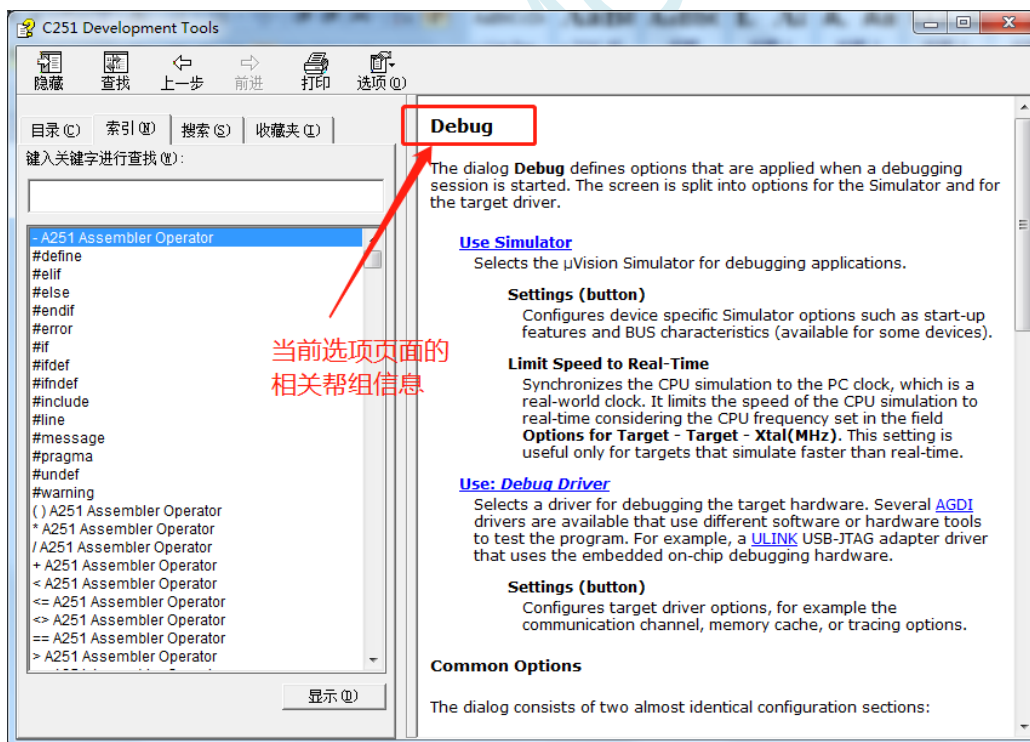 C251 Development Tools
隐藏
查找
上一步
前进
打印
选项(O)
目录(C)
索引(N)
搜索(S)
收藏夹(I)
键入关键字进行查找(W):
- A251 Assembler Operator
#define
#elif
#else
#endif
#error
#if
#ifdef
#ifndef
#include
#line
#message
#pragma
#undef
#warning
( ) A251 Assembler Operator
* A251 Assembler Operator
/ A251 Assembler Operator
+ A251 Assembler Operator
< A251 Assembler Operator
<= A251 Assembler Operator
<> A251 Assembler Operator
== A251 Assembler Operator
> A251 Assembler Operator
显示(D)
当前选项页面的
相关帮组信息
Debug
The dialog Debug defines options that are applied when a debugging
session is started. The screen is split into options for the Simulator and for
the target driver.
Use Simulator
Selects the µVision Simulator for debugging applications.
Settings (button)
Configures device specific Simulator options such as start-up
features and BUS characteristics (available for some devices).
Limit Speed to Real-Time
Synchronizes the CPU simulation to the PC clock, which is a
real-world clock. It limits the speed of the CPU simulation to
real-time considering the CPU frequency set in the field
Options for Target - Target - Xtal(MHz). This setting is
useful only for targets that simulate faster than real-time.
Use: Debug Driver
Selects a driver for debugging the target hardware. Several AGDI
drivers are available that use different software or hardware tools
to test the program. For example, a ULINK USB-JTAG adapter driver
that uses the embedded on-chip debugging hardware.
Settings (button)
Configures target driver options, for example the
communication channel, memory cache, or tracing options.
Common Options
The dialog consists of two almost identical configuration sections: